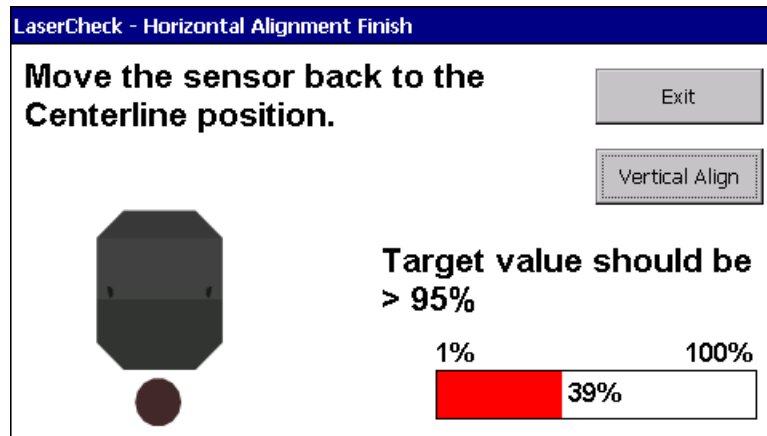 LaserCheck - Horizontal Alignment Finish
Move the sensor back to the
Centerline position.
Exit
Vertical Align
Target value should be
> 95%
1% 100%
39%